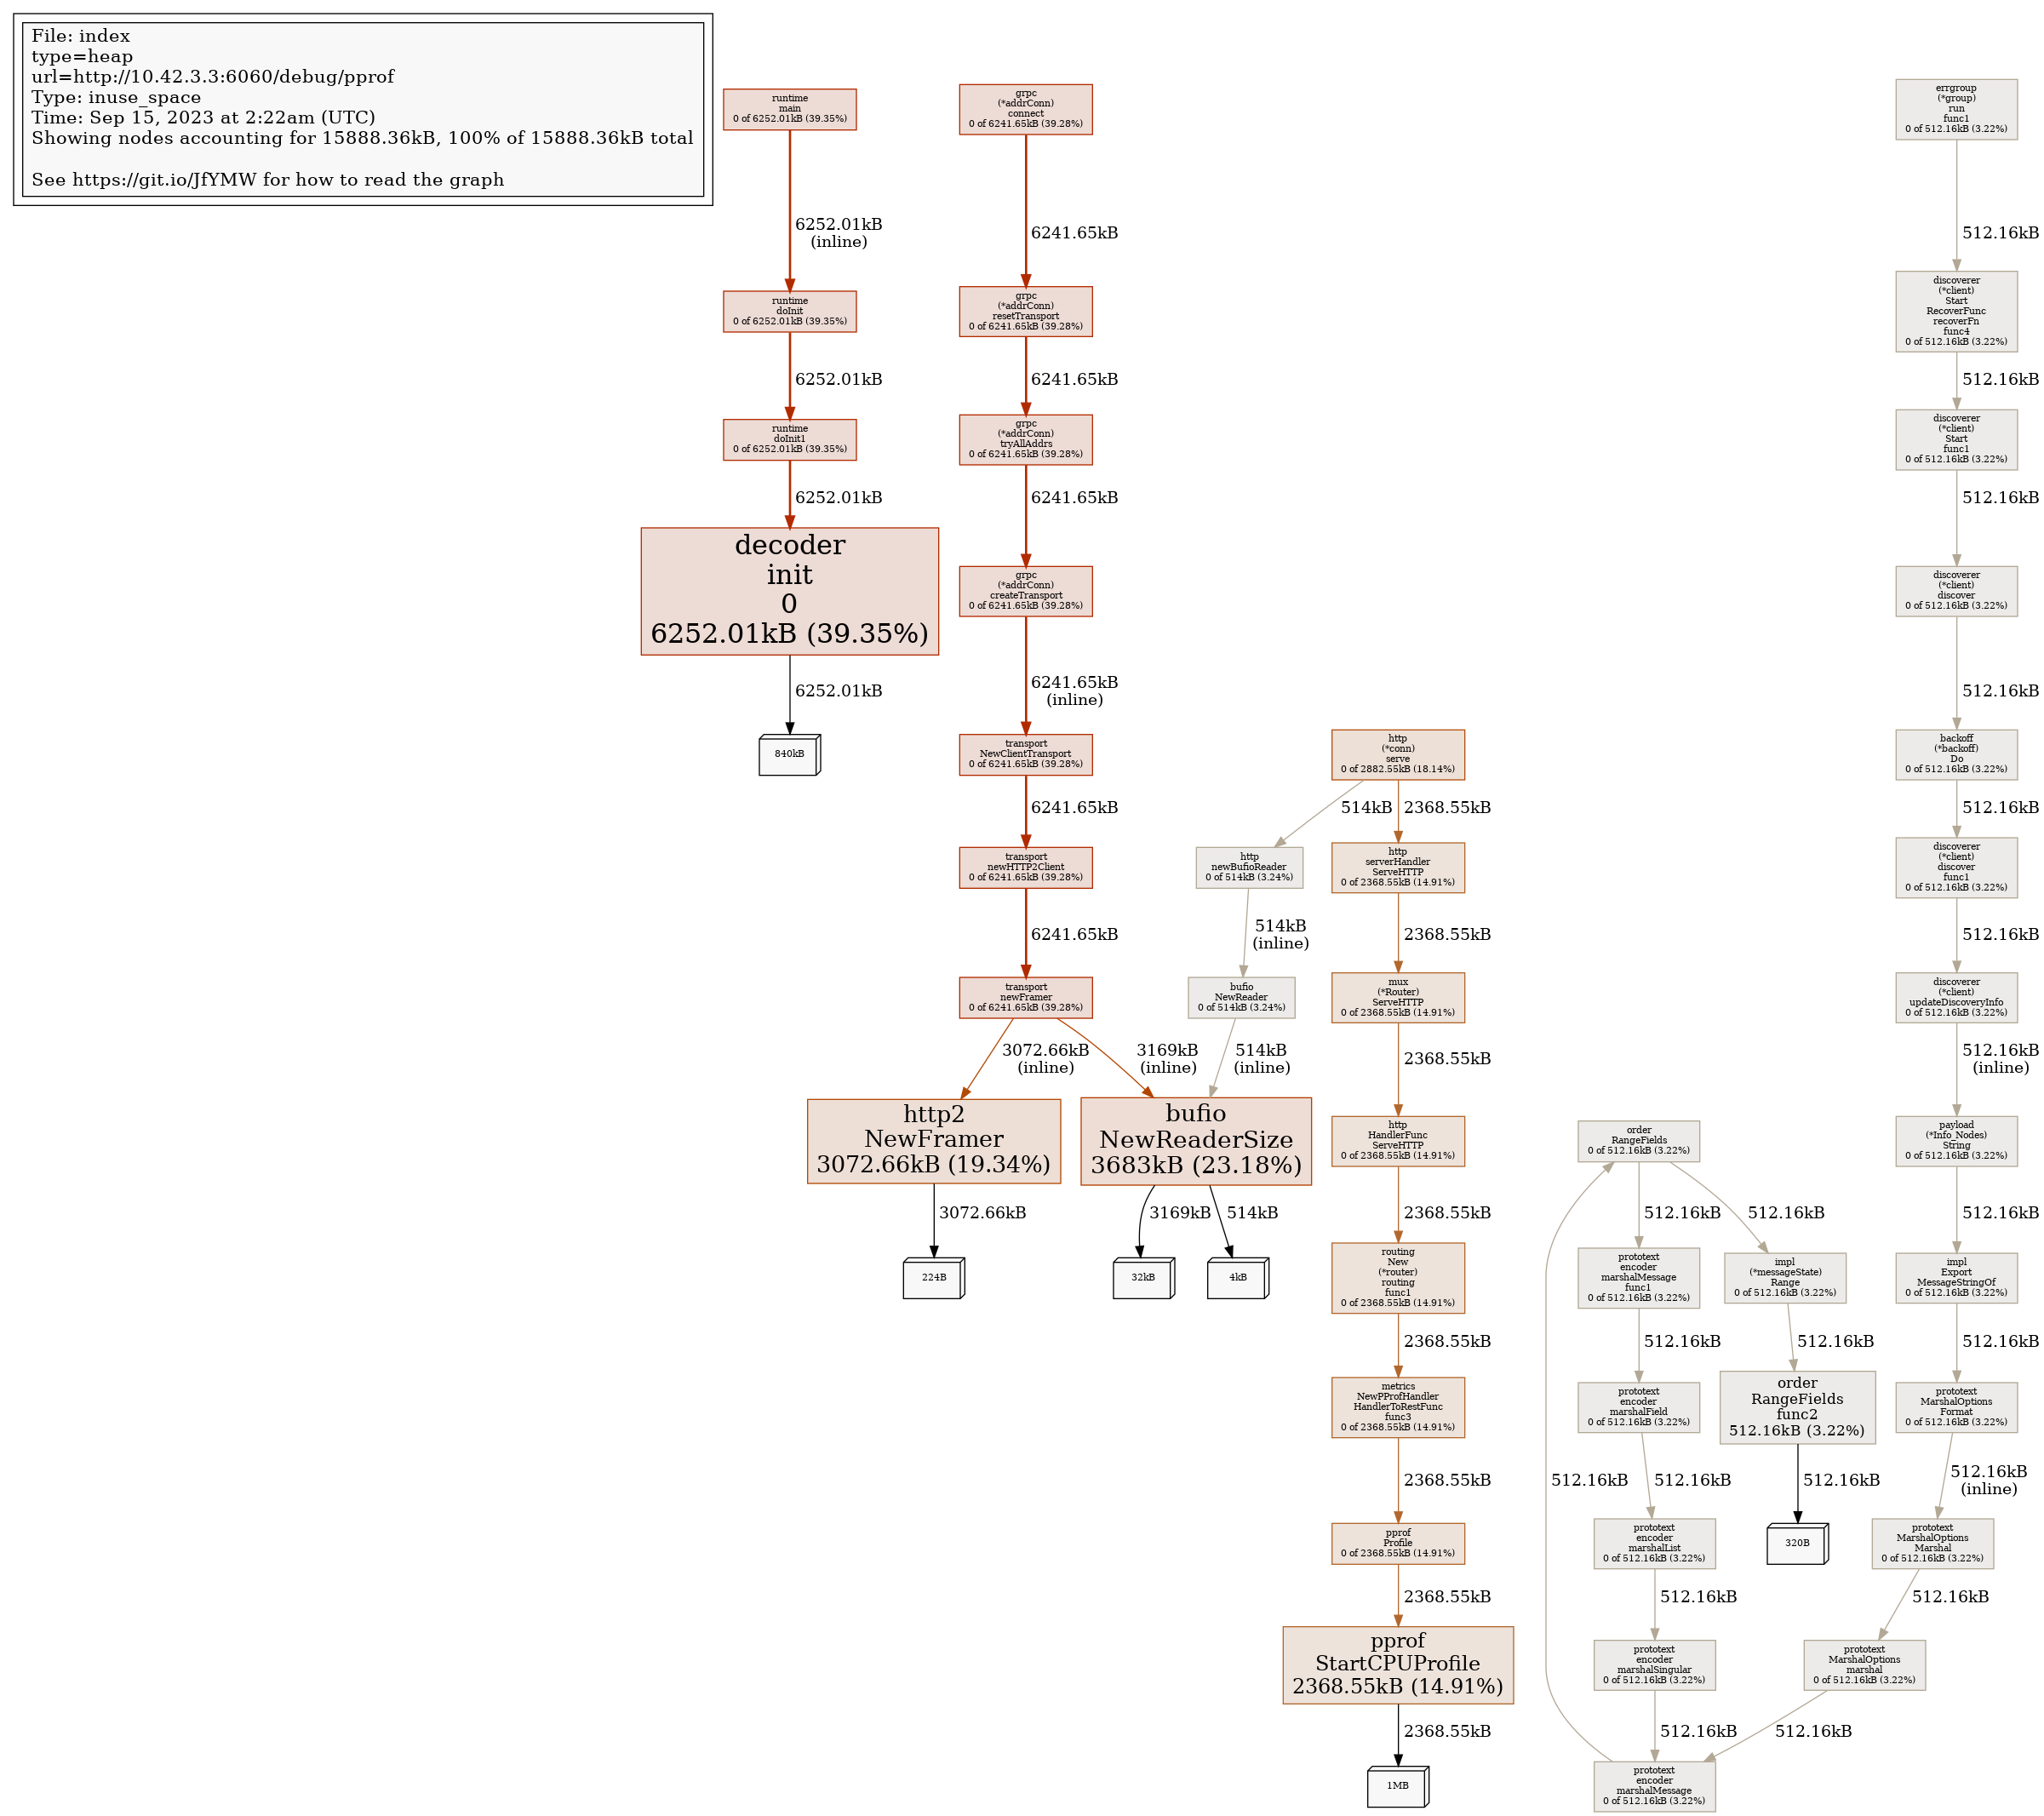 File: index
type=heap
url=http://10.42.3.3:6060/debug/pprof
Type: inuse_space
Time: Sep 15, 2023 at 2:22am (UTC)
Showing nodes accounting for 15888.36kB, 100% of 15888.36kB total
See https://git.io/JfYMW for how to read the graph
runtime
main
0 of 6252.01kB (39.35%)
6252.01kB
(inline)
runtime
doInit
0 of 6252.01kB (39.35%)
6252.01kB
runtime
doInit1
0 of 6252.01kB (39.35%)
6252.01kB
decoder
init
0
6252.01kB (39.35%)
6252.01kB
840kB
grpc
(*addrConn)
connect
0 of 6241.65kB (39.28%)
6241.65kB
grpc
(*addrConn)
resetTransport
0 of 6241.65kB (39.28%)
6241.65kB
grpc
(*addrConn)
tryAllAddrs
0 of 6241.65kB (39.28%)
6241.65kB
grpc
(*addrConn)
createTransport
0 of 6241.65kB (39.28%)
6241.65kB
(inline)
transport
NewClientTransport
0 of 6241.65kB (39.28%)
6241.65kB
transport
newHTTP2Client
0 of 6241.65kB (39.28%)
6241.65kB
transport
newFramer
0 of 6241.65kB (39.28%)
3072.66kB
(inline)
3169kB
(inline)
http2
NewFramer
3072.66kB (19.34%)
3072.66kB
224B
http
(*conn)
serve
0 of 2882.55kB (18.14%)
514kB
2368.55kB
http
newBufioReader
0 of 514kB (3.24%)
514kB
(inline)
bufio
NewReader
0 of 514kB (3.24%)
514kB
(inline)
bufio
NewReaderSize
3683kB (23.18%)
3169kB
514kB
32kB
4kB
http
serverHandler
ServeHTTP
0 of 2368.55kB (14.91%)
2368.55kB
mux
(*Router)
ServeHTTP
0 of 2368.55kB (14.91%)
2368.55kB
http
HandlerFunc
ServeHTTP
0 of 2368.55kB (14.91%)
2368.55kB
routing
New
(*router)
routing
func1
0 of 2368.55kB (14.91%)
2368.55kB
metrics
NewPProfHandler
HandlerToRestFunc
func3
0 of 2368.55kB (14.91%)
2368.55kB
pprof
Profile
0 of 2368.55kB (14.91%)
2368.55kB
pprof
StartCPUProfile
2368.55kB (14.91%)
2368.55kB
1MB
errgroup
(*group)
run
func1
0 of 512.16kB (3.22%)
512.16kB
discoverer
(*client)
Start
RecoverFunc
recoverFn
func4
0 of 512.16kB (3.22%)
512.16kB
discoverer
(*client)
Start
func1
0 of 512.16kB (3.22%)
512.16kB
discoverer
(*client)
discover
0 of 512.16kB (3.22%)
512.16kB
backoff
(*backoff)
Do
0 of 512.16kB (3.22%)
512.16kB
discoverer
(*client)
discover
func1
0 of 512.16kB (3.22%)
512.16kB
discoverer
(*client)
updateDiscoveryInfo
0 of 512.16kB (3.22%)
512.16kB
(inline)
payload
(*Info_Nodes)
String
0 of 512.16kB (3.22%)
512.16kB
impl
Export
MessageStringOf
0 of 512.16kB (3.22%)
512.16kB
prototext
MarshalOptions
Format
0 of 512.16kB (3.22%)
512.16kB
(inline)
prototext
MarshalOptions
Marshal
0 of 512.16kB (3.22%)
512.16kB
prototext
MarshalOptions
marshal
0 of 512.16kB (3.22%)
512.16kB
order
RangeFields
0 of 512.16kB (3.22%)
512.16kB
512.16kB
prototext
encoder
marshalMessage
func1
0 of 512.16kB (3.22%)
512.16kB
impl
(*messageState)
Range
0 of 512.16kB (3.22%)
512.16kB
prototext
encoder
marshalField
0 of 512.16kB (3.22%)
order
RangeFields
func2
512.16kB (3.22%)
512.16kB
512.16kB
512.16kB
prototext
encoder
marshalList
0 of 512.16kB (3.22%)
320B
512.16kB
prototext
encoder
marshalSingular
0 of 512.16kB (3.22%)
512.16kB
prototext
encoder
marshalMessage
0 of 512.16kB (3.22%)